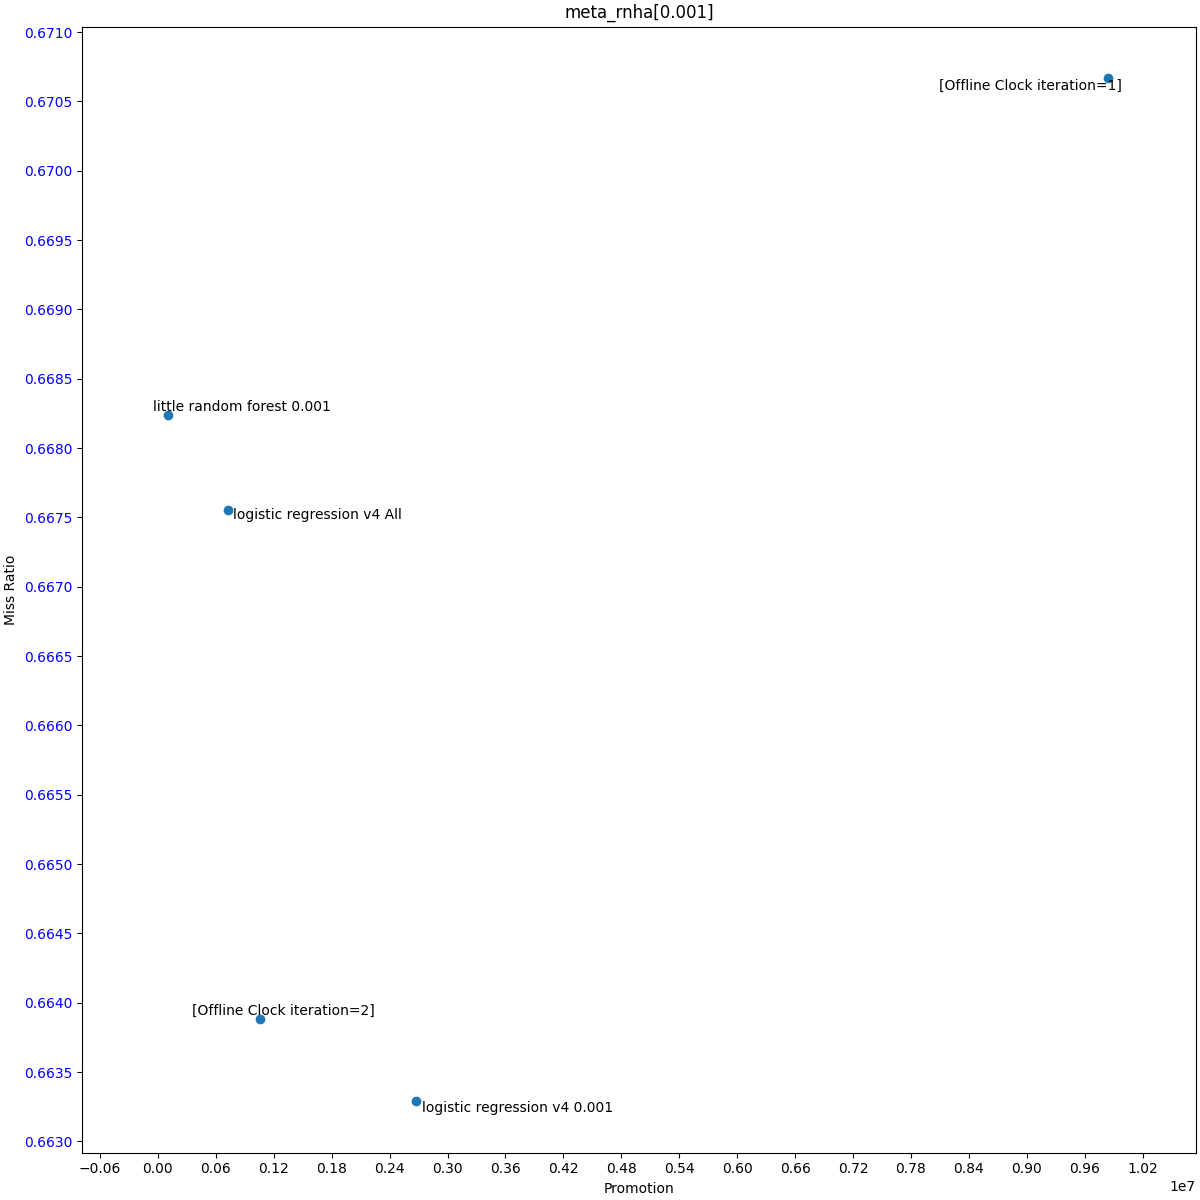 meta_rnha[0.001]
0.6710
0.6705
0.6700
0.6695
0.6690
0.6685
0.6680
0.6675
0.6670
0.6665
0.6660
0.6655
0.6650
0.6645
0.6640
0.6635
0.6630
Miss Ratio
[Offline Clock iteration=1]
little random forest 0.001
logistic regression v4 All
[Offline Clock iteration=2]
logistic regression v4 0.001
−0.06 0.00 0.06 0.12 0.18 0.24 0.30 0.36 0.42 0.48 0.54 0.60 0.66 0.72 0.78 0.84 0.90 0.96 1.02
Promotion
1e7